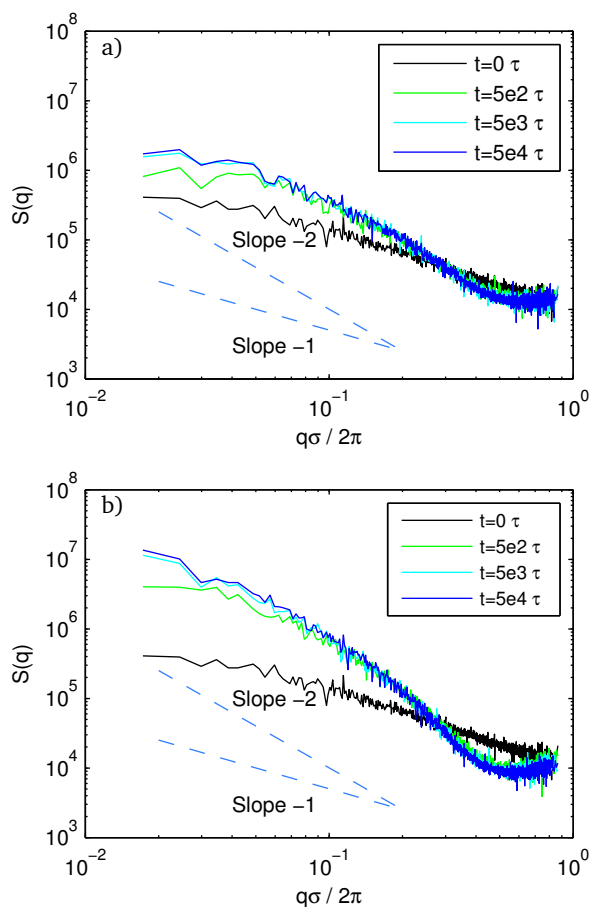 a)
10^8
10^7
10^6
10^5
10^4
10^3
S(q)
t=0 τ
t=5e2 τ
t=5e3 τ
t=5e4 τ
Slope −2
Slope −1
10^−2
10^−1
10^0
qσ / 2π
b)
10^8
10^7
10^6
10^5
10^4
10^3
S(q)
t=0 τ
t=5e2 τ
t=5e3 τ
t=5e4 τ
Slope −2
Slope −1
10^−2
10^−1
10^0
qσ / 2π